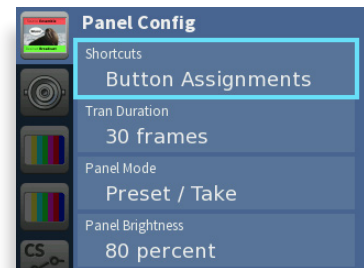 Panel Config
Shortcuts
Button Assignments
Tran Duration
30 frames
Panel Mode
Preset / Take
Panel Brightness
80 percent
CS